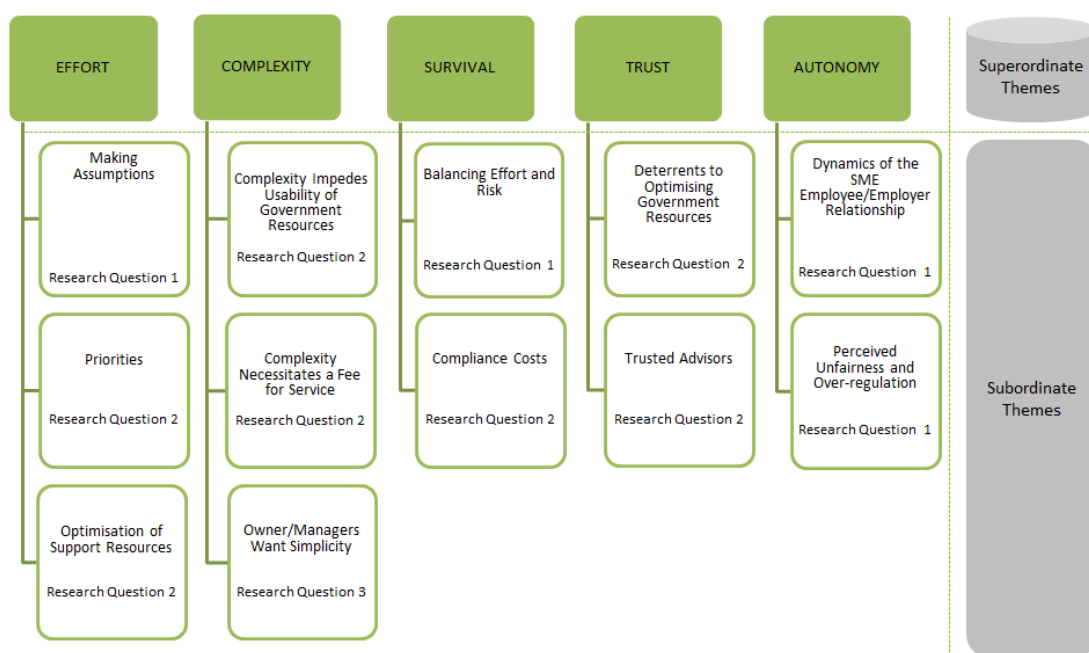 EFFORT
COMPLEXITY
SURVIVAL
TRUST
AUTONOMY
Superordinate
Themes
Making
Assumptions
Research Question 1
Complexity Impedes
Usability of
Government
Resources
Research Question 2
Balancing Effort and
Risk
Research Question 1
Deterrents to
Optimising
Government
Resources
Research Question 2
Dynamics of the
SME
Employee/Employer
Relationship
Research Question 1
Priorities
Research Question 2
Complexity
Necessitates a Fee
for Service
Research Question 2
Compliance Costs
Research Question 2
Trusted Advisors
Research Question 2
Perceived
Unfairness and
Over-regulation
Research Question 1
Subordinate
Themes
Optimisation of
Support Resources
Research Question 2
Owner/Managers
Want Simplicity
Research Question 3